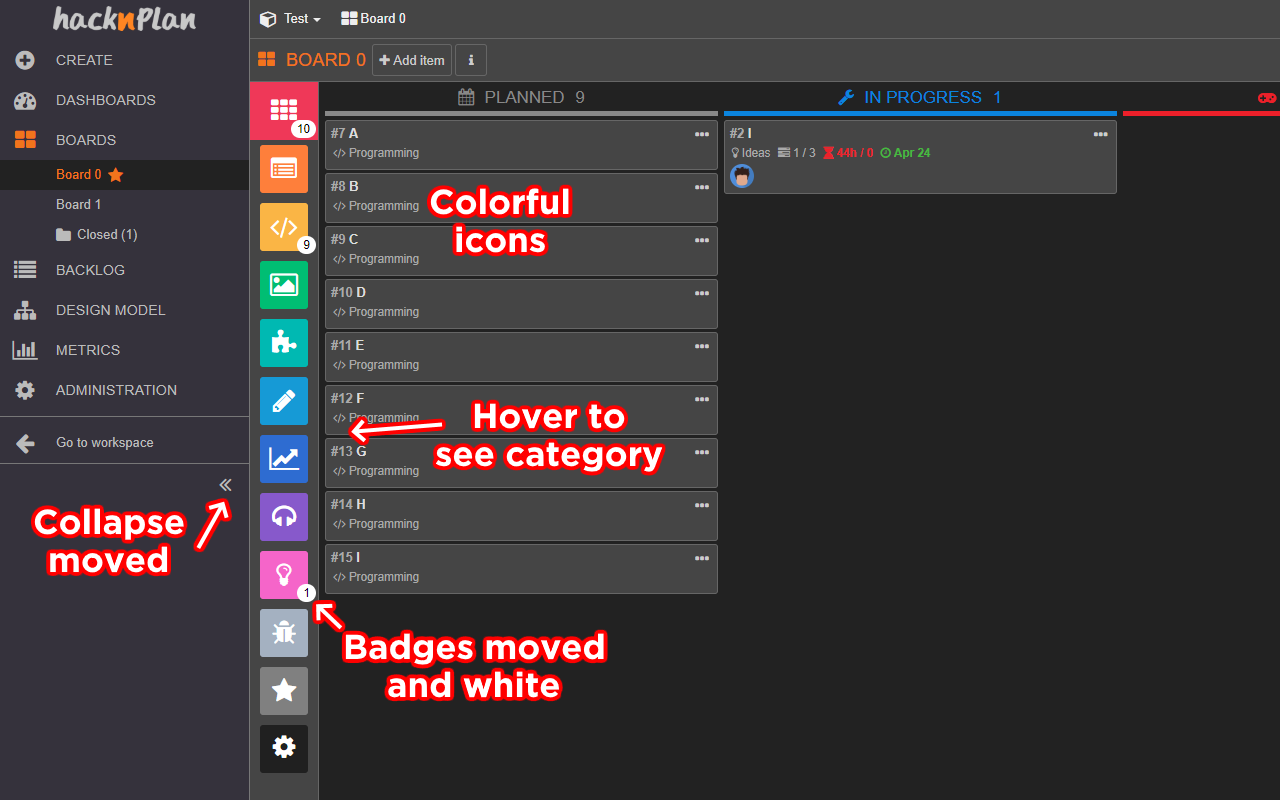 hacknPlan
CREATE
DASHBOARDS
BOARDS
Board 0
Board 1
Closed (1)
BACKLOG
DESIGN MODEL
METRICS
ADMINISTRATION
Go to workspace
Collapse
moved
Test
Board 0
BOARD 0
Add item
10
9
1
PLANNED 9
#7 A
</> Programming
#8 B
</> Programming
#9 C
</> Programming
#10 D
</> Programming
#11 E
</> Programming
#12 F
</> Programming
#13 G
</> Programming
#14 H
</> Programming
#15 I
</> Programming
Colorful
icons
Hover to
see category
Badges moved
and white
IN PROGRESS 1
#2 I
Ideas 1 / 3 44h / 0 Apr 24